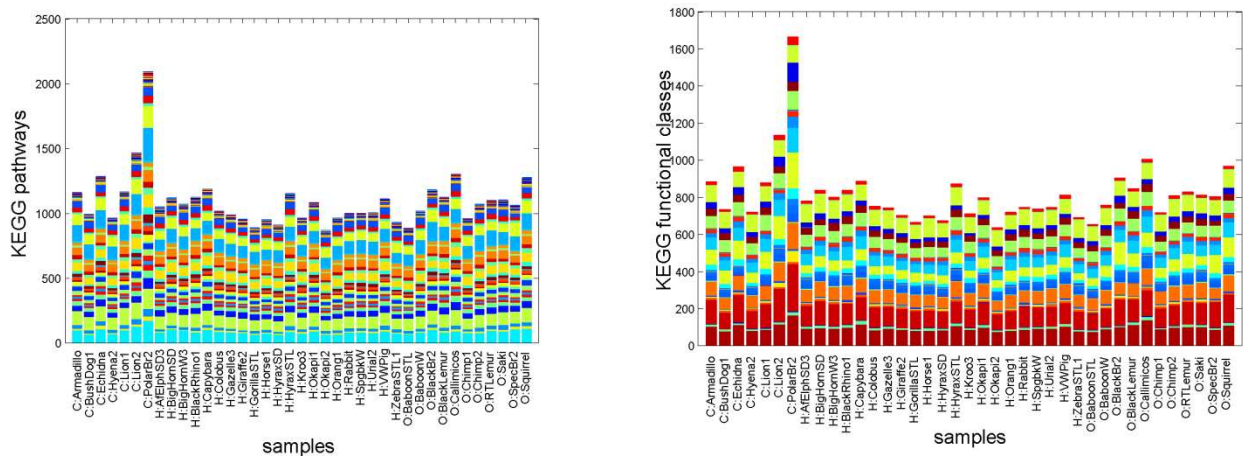 2500
2000
1500
1000
500
0
KEGG pathways
C:Armadillo
C:BushDog1
C:Echidna
C:Hyena2
C:Lion1
C:Lion2
C:PolarBr2
H:AfElphSD3
H:BigHornSD
H:BigHornW3
H:BlackRhino1
H:Capybara
H:Colobus
H:Gazelle3
H:Giraffe2
H:GorillaSTL
H:Horse1
H:HyraxSD
H:HyraxSTL
H:Kroo3
H:Okapi1
H:Okapi2
H:Orang1
H:Rabbit
H:SppbkW
H:Urial2
H:VWPig
H:ZebraSTL1
O:BaboonSTL
O:BaboonW
O:BlackBr2
O:BlackLemur
O:Callimicos
O:Chimp1
O:Chimp2
O:RTLemur
O:Saki
O:SpecBr2
O:Squirrel
samples
1800
1600
1400
1200
1000
800
600
400
200
0
KEGG functional classes
C:Armadillo
C:BushDog1
C:Echidna
C:Hyena2
C:Lion1
C:Lion2
C:PolarBr2
H:AfElphSD3
H:BigHornSD
H:BigHornW3
H:BlackRhino1
H:Capybara
H:Colobus
H:Gazelle3
H:Giraffe2
H:GorillaSTL
H:Horse1
H:HyraxSD
H:HyraxSTL
H:Kroo3
H:Okapi1
H:Okapi2
H:Orang1
H:Rabbit
H:SppbkW
H:Urial2
H:VWPig
H:ZebraSTL1
O:BaboonSTL
O:BaboonW
O:BlackBr2
O:BlackLemur
O:Callimicos
O:Chimp1
O:Chimp2
O:RTLemur
O:Saki
O:SpecBr2
O:Squirrel
samples